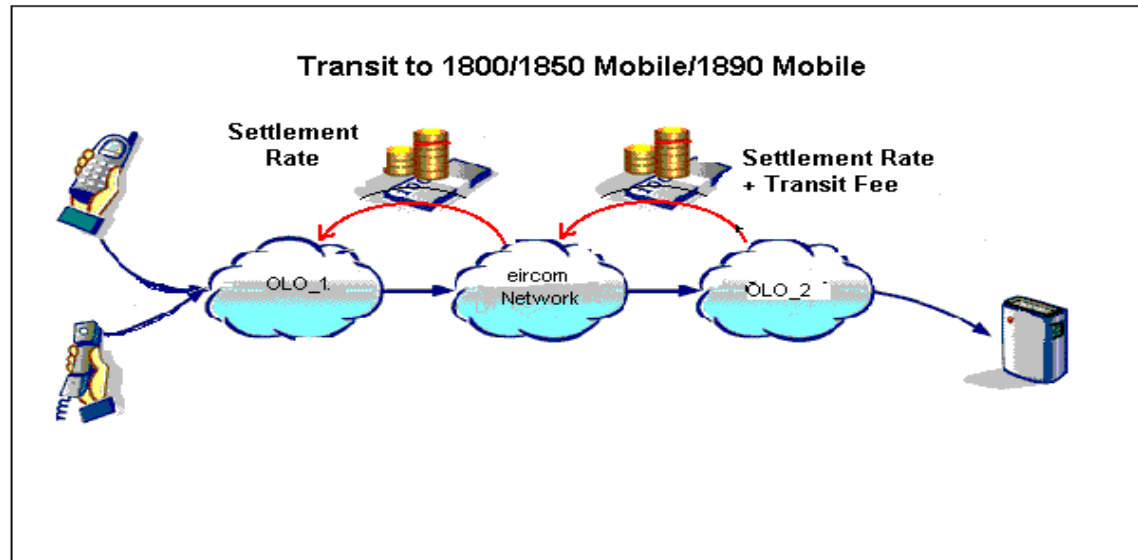 Transit to 1800/1850 Mobile/1890 Mobile
Settlement
Rate
Settlement Rate
+ Transit Fee
OLO_1
eircom
Network
OLO_2